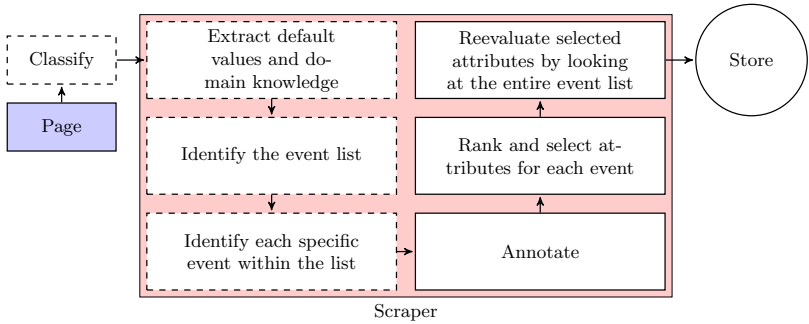 Classify
Page
Extract default
values and do-
main knowledge
Identify the event list
Identify each specific
event within the list
Annotate
Rank and select at-
tributes for each event
Reevaluate selected
attributes by looking
at the entire event list
Store
Scraper